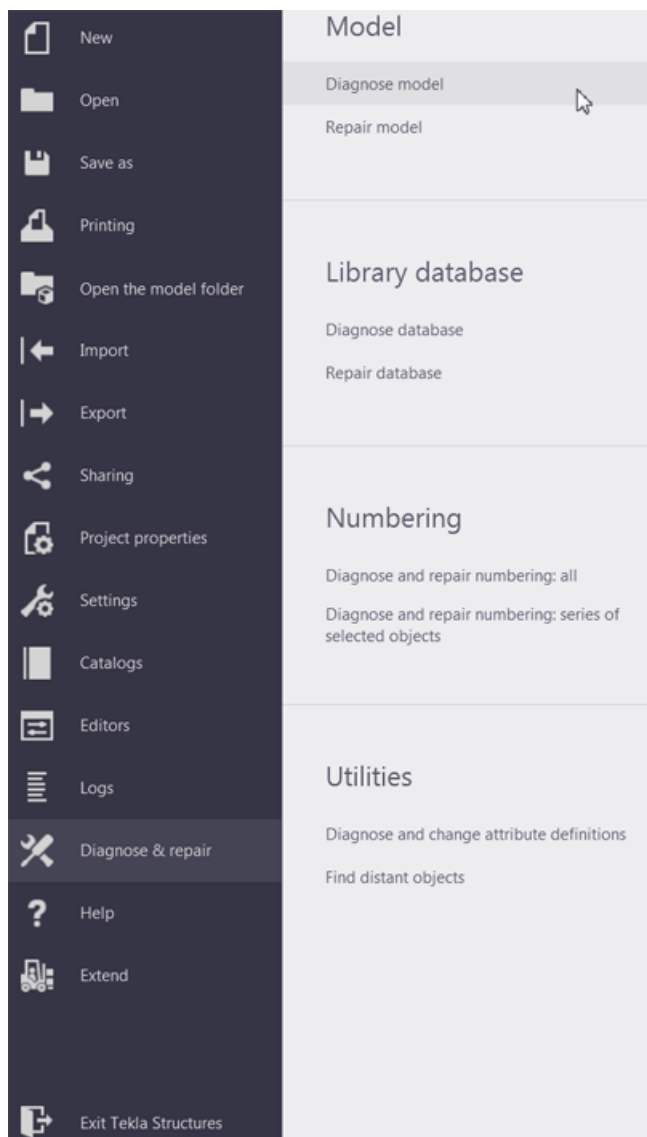 New
Open
Save as
Printing
Open the model folder
Import
Export
Sharing
Project properties
Settings
Catalogs
Editors
Logs
Diagnose & repair
Help
Extend
Exit Tekla Structures
Model
Diagnose model
Repair model
Library database
Diagnose database
Repair database
Numbering
Diagnose and repair numbering: all
Diagnose and repair numbering: series of
selected objects
Utilities
Diagnose and change attribute definitions
Find distant objects